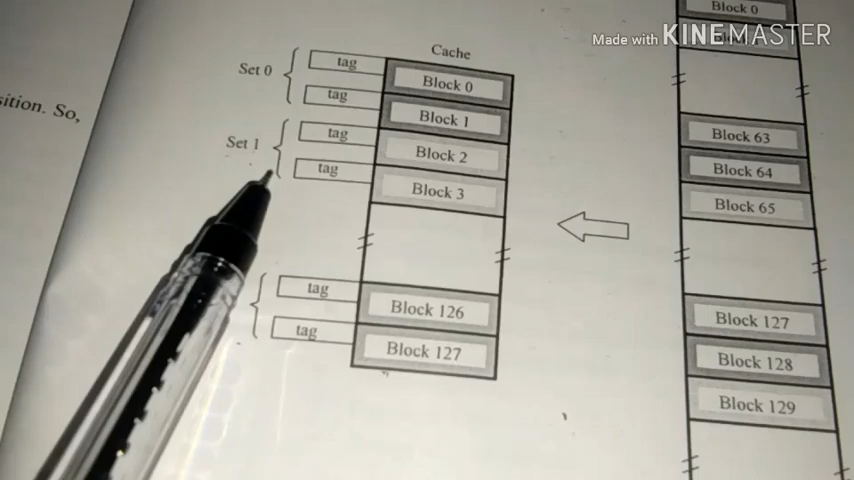 sition. So,
Cache
Set 0
tag
Block 0
tag
Block 1
Set 1
tag
Block 2
tag
Block 3
tag
Block 126
tag
Block 127
Block 0
Made with KINEMASTER
Block 63
Block 64
Block 65
Block 127
Block 128
Block 129